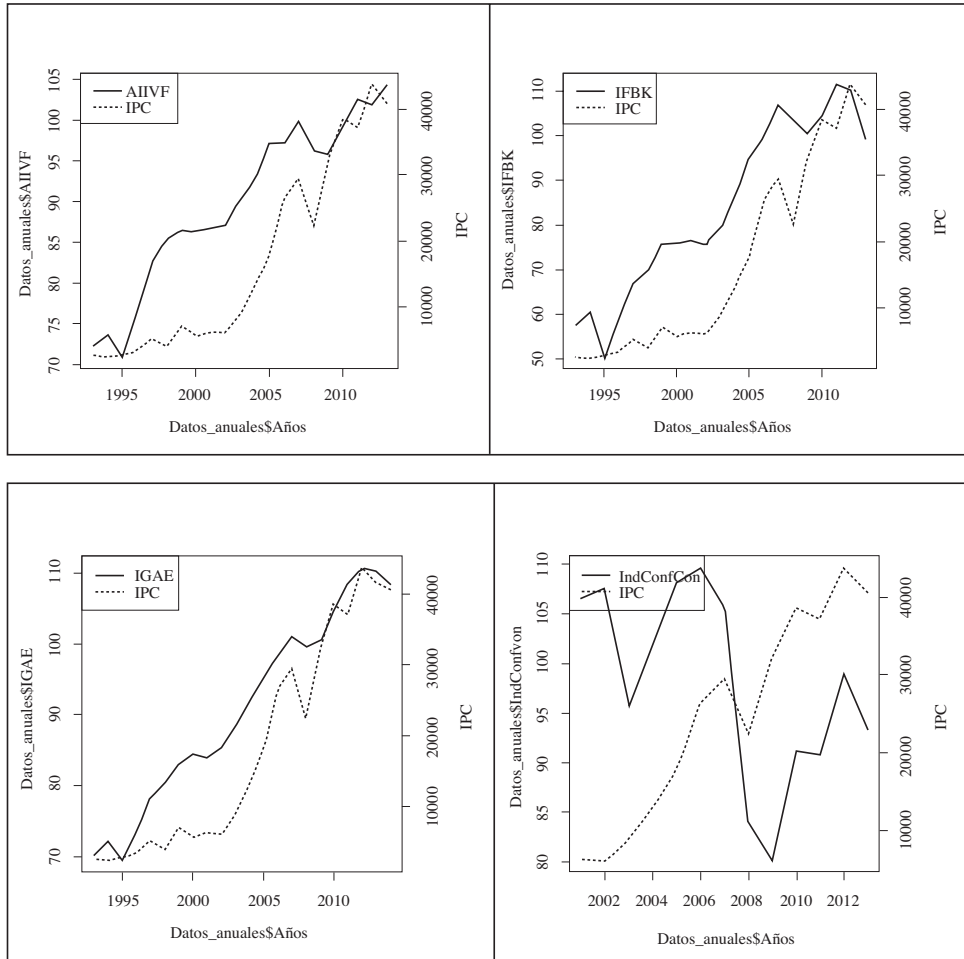 AIIVF
IPC
Datos_anuales$AIIVF
70 75 80 85 90 95 100 105
IPC
10000 20000 30000 40000
1995 2000 2005 2010
Datos_anuales$Años
IFBK
IPC
Datos_anuales$IFBK
50 60 70 80 90 100 110
IPC
10000 20000 30000 40000
1995 2000 2005 2010
Datos_anuales$Años
IGAE
IPC
Datos_anuales$IGAE
70 80 90 100 110
IPC
10000 20000 30000 40000
1995 2000 2005 2010
Datos_anuales$Años
IndConfCon
IPC
Datos_anuales$IndConfvon
80 85 90 95 100 105 110
IPC
10000 20000 30000 40000
2002 2004 2006 2008 2010 2012
Datos_anuales$Años